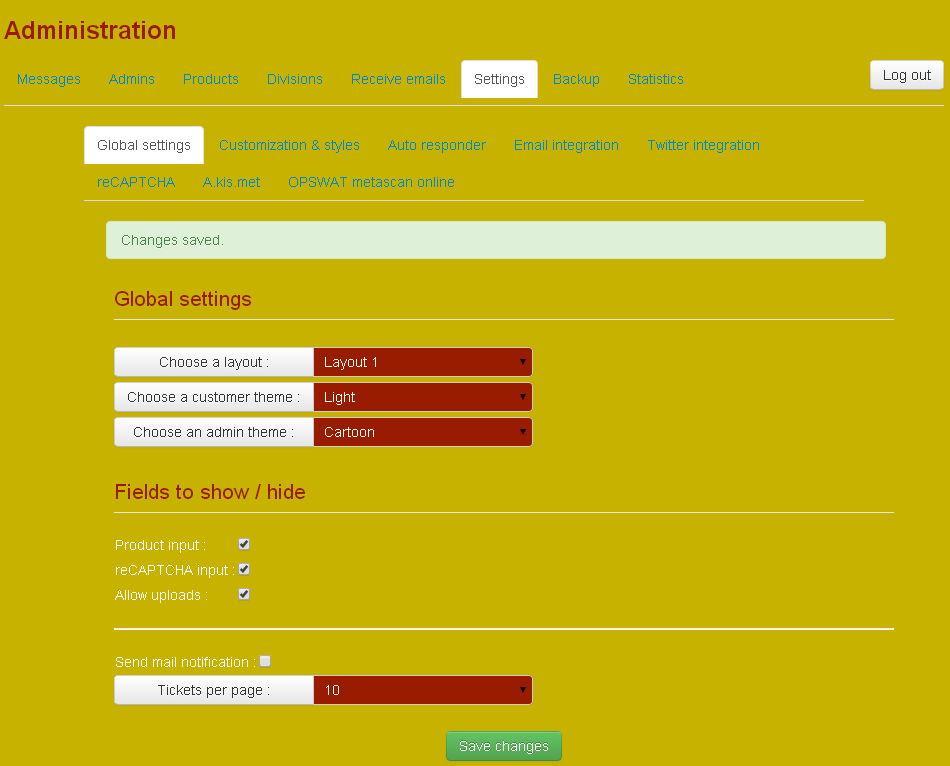 Administration
Messages Admins Products Divisions Receive emails Settings Backup Statistics Log out
Global settings Customization & styles Auto responder Email integration Twitter integration
reCAPTCHA A.kis.met OPSWAT metascan online
Changes saved.
Global settings
Choose a layout : Layout 1
Choose a customer theme : Light
Choose an admin theme : Cartoon
Fields to show / hide
Product input :
reCAPTCHA input :
Allow uploads :
Send mail notification :
Tickets per page : 10
Save changes